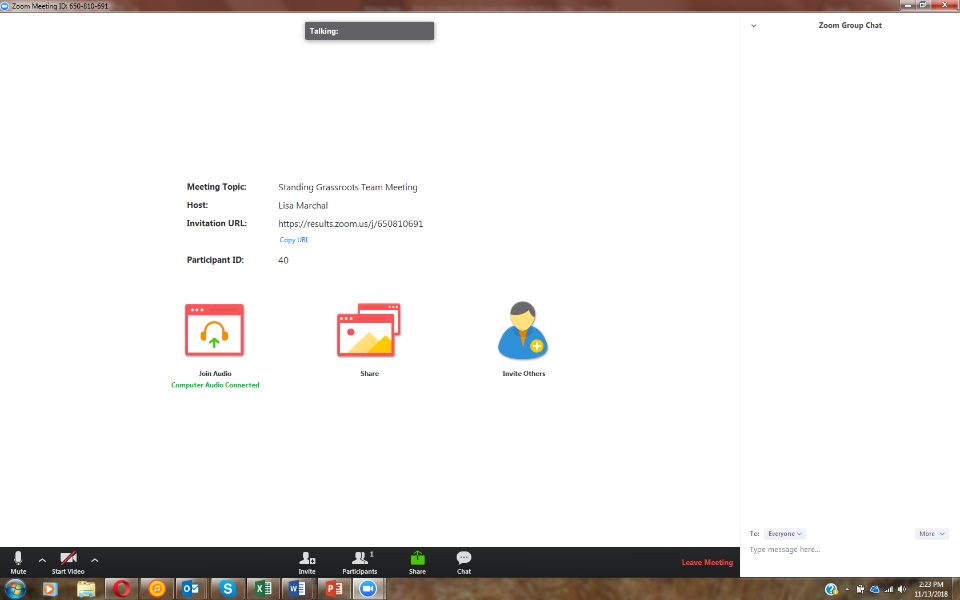 Zoom Meeting ID: 650-810-691
Talking:
Zoom Group Chat
Meeting Topic: Standing Grassroots Team Meeting
Host: Lisa Marchal
Invitation URL: https://results.zoom.us/j/650810691
Copy URL
Participant ID: 40
Join Audio
Computer Audio Connected
Share
Invite Others
To: Everyone More
Type message here...
Mute
Start Video
Invite
1
Participants
Share
Chat
Leave Meeting
2:23 PM
11/13/2018